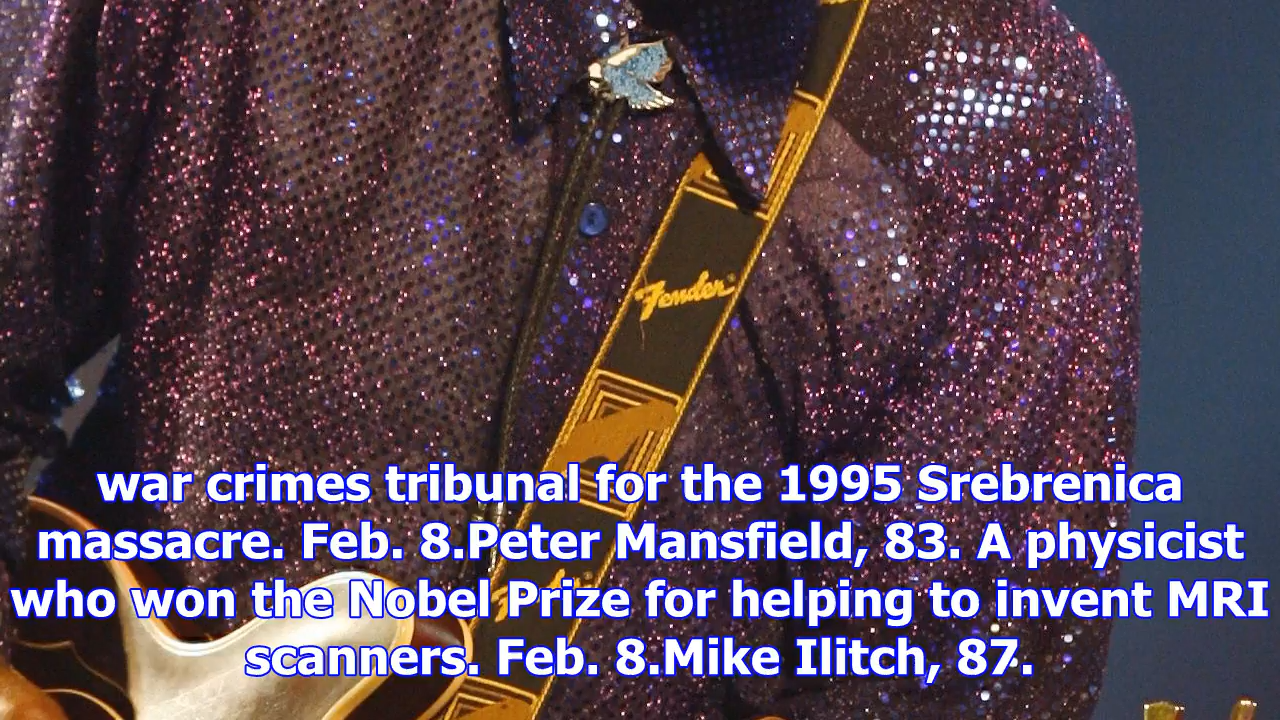 Fender
war crimes tribunal for the 1995 Srebrenica
massacre. Feb. 8.Peter Mansfield, 83. A physicist
who won the Nobel Prize for helping to invent MRI
scanners. Feb. 8.Mike Ilitch, 87.